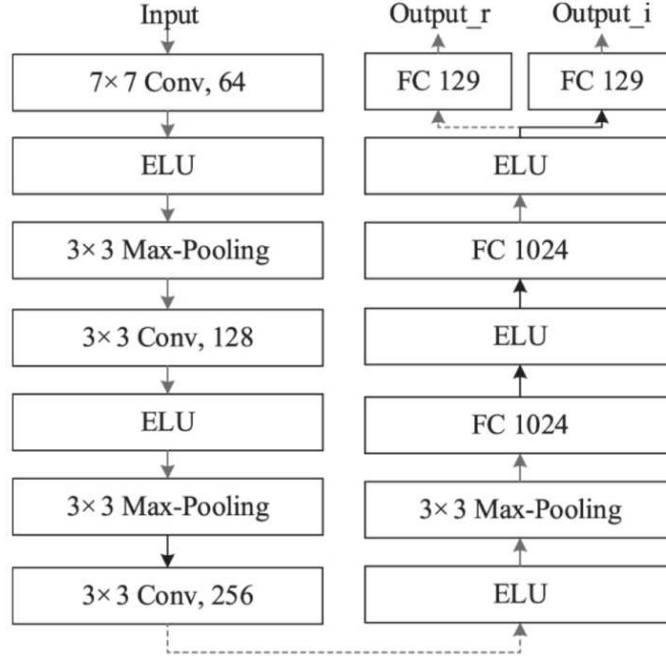 Input
7×7 Conv, 64
ELU
3×3 Max-Pooling
3×3 Conv, 128
ELU
3×3 Max-Pooling
3×3 Conv, 256
Output_r Output_i
FC 129 FC 129
ELU
FC 1024
ELU
FC 1024
3×3 Max-Pooling
ELU